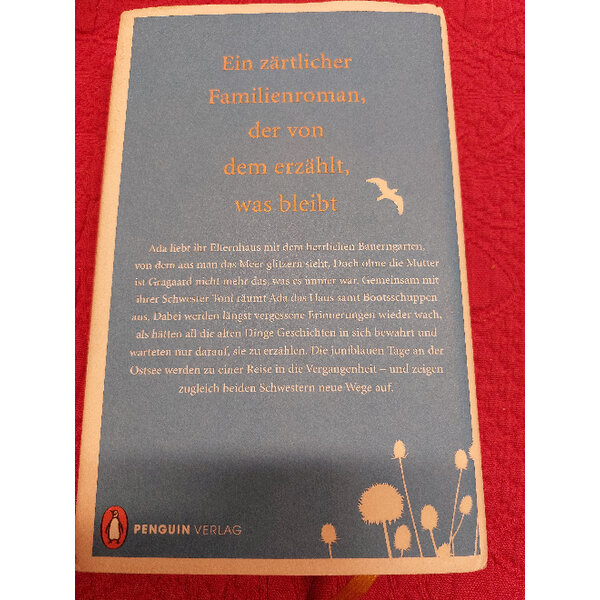 Ein zärtlicher
Familienroman,
der von
dem erzählt,
was bleibt
Ada liebt ihr Elternhaus mit dem herrlichen Bauerngarten,
von dem aus man das Meer glitzern sieht. Doch ohne die Mutter
ist Gragaard nicht mehr das, was es immer war. Gemeinsam mit
ihrer Schwester Toni räumt Ada das Haus samt Bootsschuppen
aus. Dabei werden längst vergessene Erinnerungen wieder wach,
als hätten all die alten Dinge Geschichten in sich bewahrt und
warteten nur darauf, sie zu erzählen. Die juniblauen Tage an der
Ostsee werden zu einer Reise in die Vergangenheit – und zeigen
zugleich beiden Schwestern neue Wege auf.
PENGUIN VERLAG